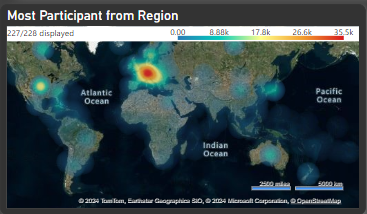 Most Participant from Region
227/228 displayed
0.00 8.88k 17.8k 26.6k 35.5k
Atlantic
Ocean
Pacific
Ocean
Indian
Ocean
2500 miles 5000 km
© 2024 TomTom, Earthstar Geographics SIO, © 2024 Microsoft Corporation, © OpenStreetMap